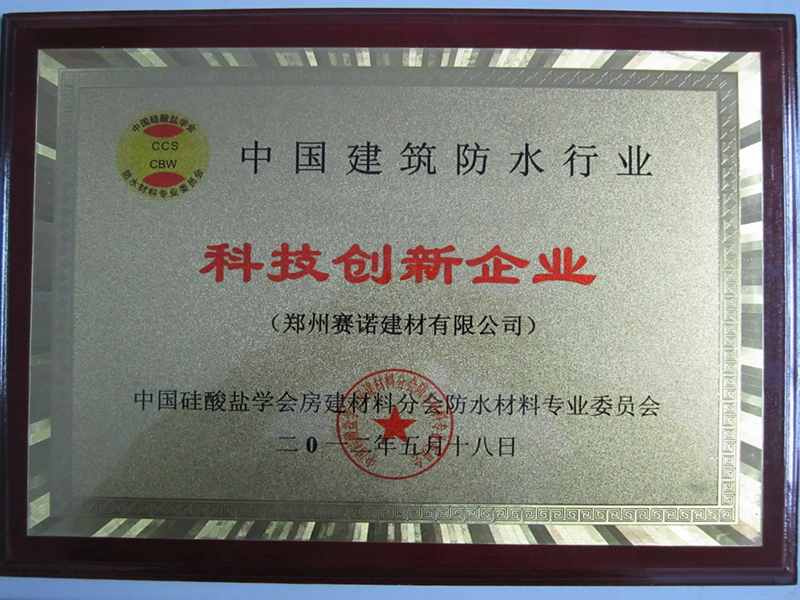 中国硅酸盐学会
CCS
CBW
防水材料专业委员会
中国建筑防水行业
科技创新企业
（郑州赛诺建材有限公司）
中国硅酸盐学会房建材料分会防水材料专业委员会
二0一二年五月十八日